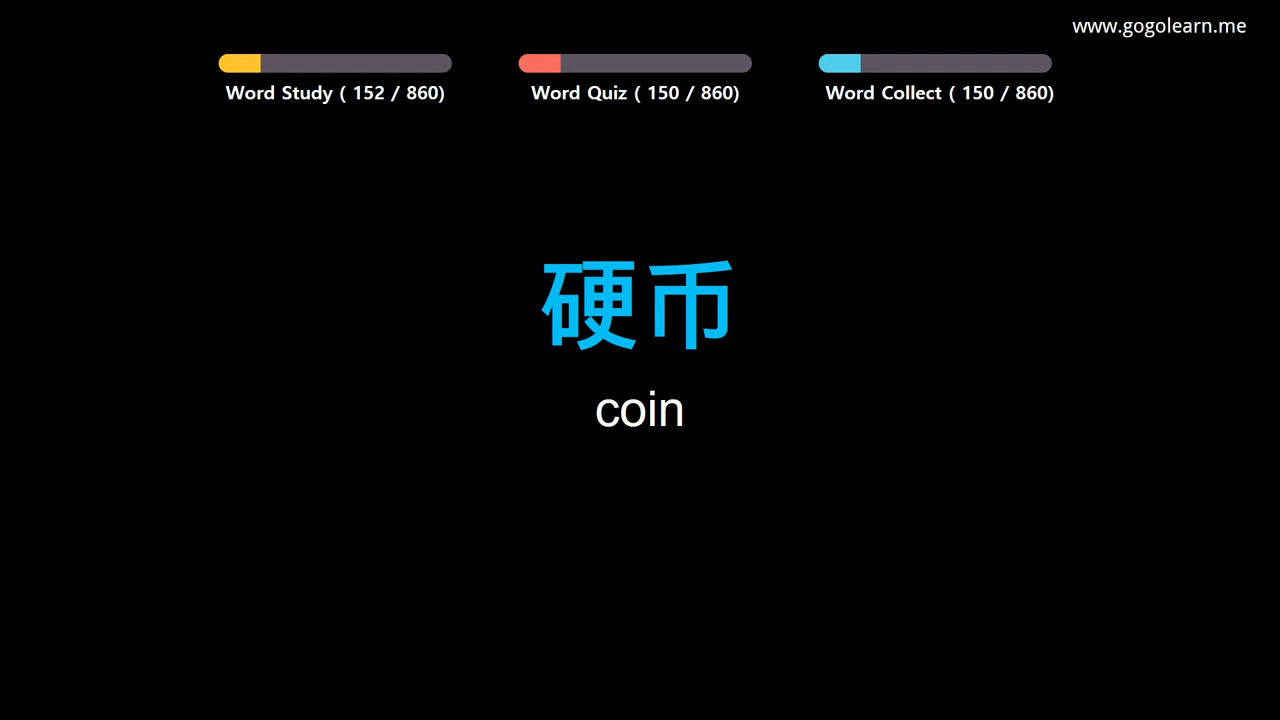 www.gogolearn.me
Word Study ( 152 / 860)
Word Quiz ( 150 / 860)
Word Collect ( 150 / 860)
硬币
coin